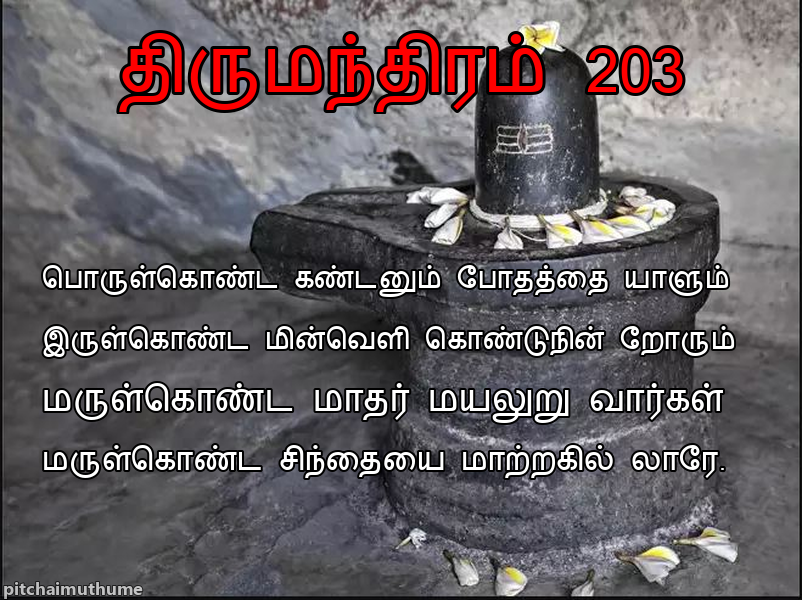 திருமந்திரம் 203
பொருள்கொண்ட கண்டனும் போதத்தை யாளும்
இருள்கொண்ட மின்வெளி கொண்டுநின் றோரும்
மருள்கொண்ட மாதர் மயலுறு வார்கள்
மருள்கொண்ட சிந்தையை மாற்றகில் லாரே.
pitchaimuthume